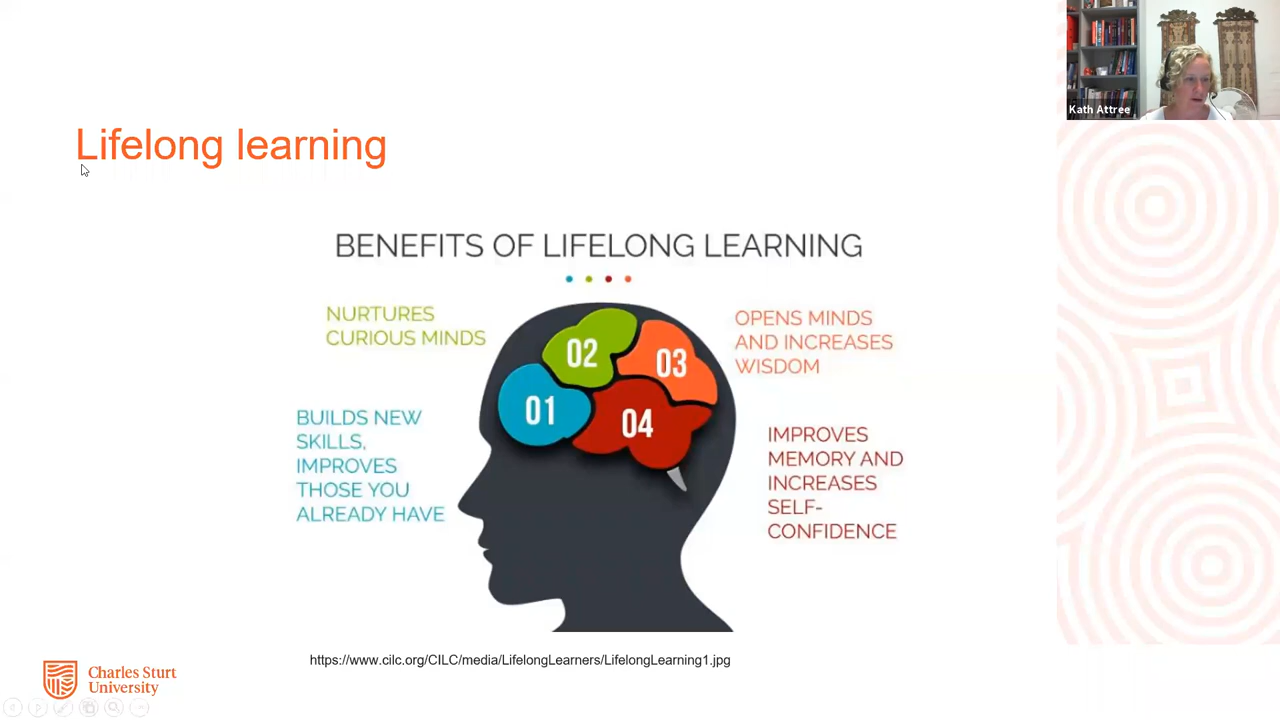 Kath Attree
Lifelong learning
BENEFITS OF LIFELONG LEARNING
NURTURES
CURIOUS MINDS
OPENS MINDS
AND INCREASES
WISDOM
02
03
01
04
BUILDS NEW
SKILLS,
IMPROVES
THOSE YOU
ALREADY HAVE
IMPROVES
MEMORY AND
INCREASES
SELF-
CONFIDENCE
https://www.cilc.org/CILC/media/LifelongLearners/LifelongLearning1.jpg
Charles Sturt
University